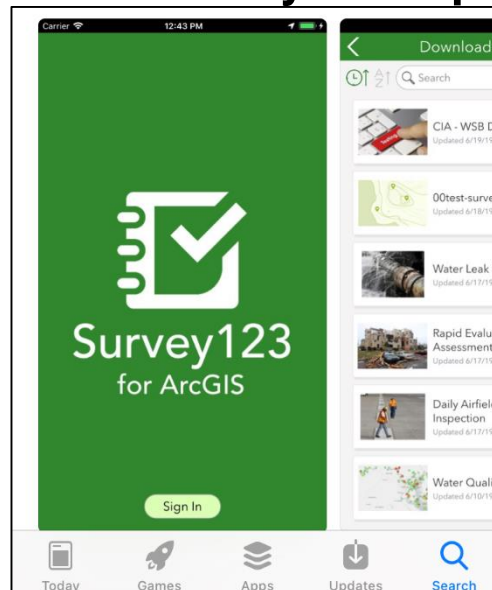 Carrier 12:43 PM
Survey123
for ArcGIS
Sign In
Download
Search
CIA - WSB D
Updated 6/19/19
00test-surve
Updated 6/18/19
Water Leak
Updated 6/17/19
Rapid Evalu
Assessment
Updated 6/17/19
Daily Airfiel
Inspection
Updated 6/17/19
Water Quali
Updated 6/10/19
Today Games Apps Updates Search